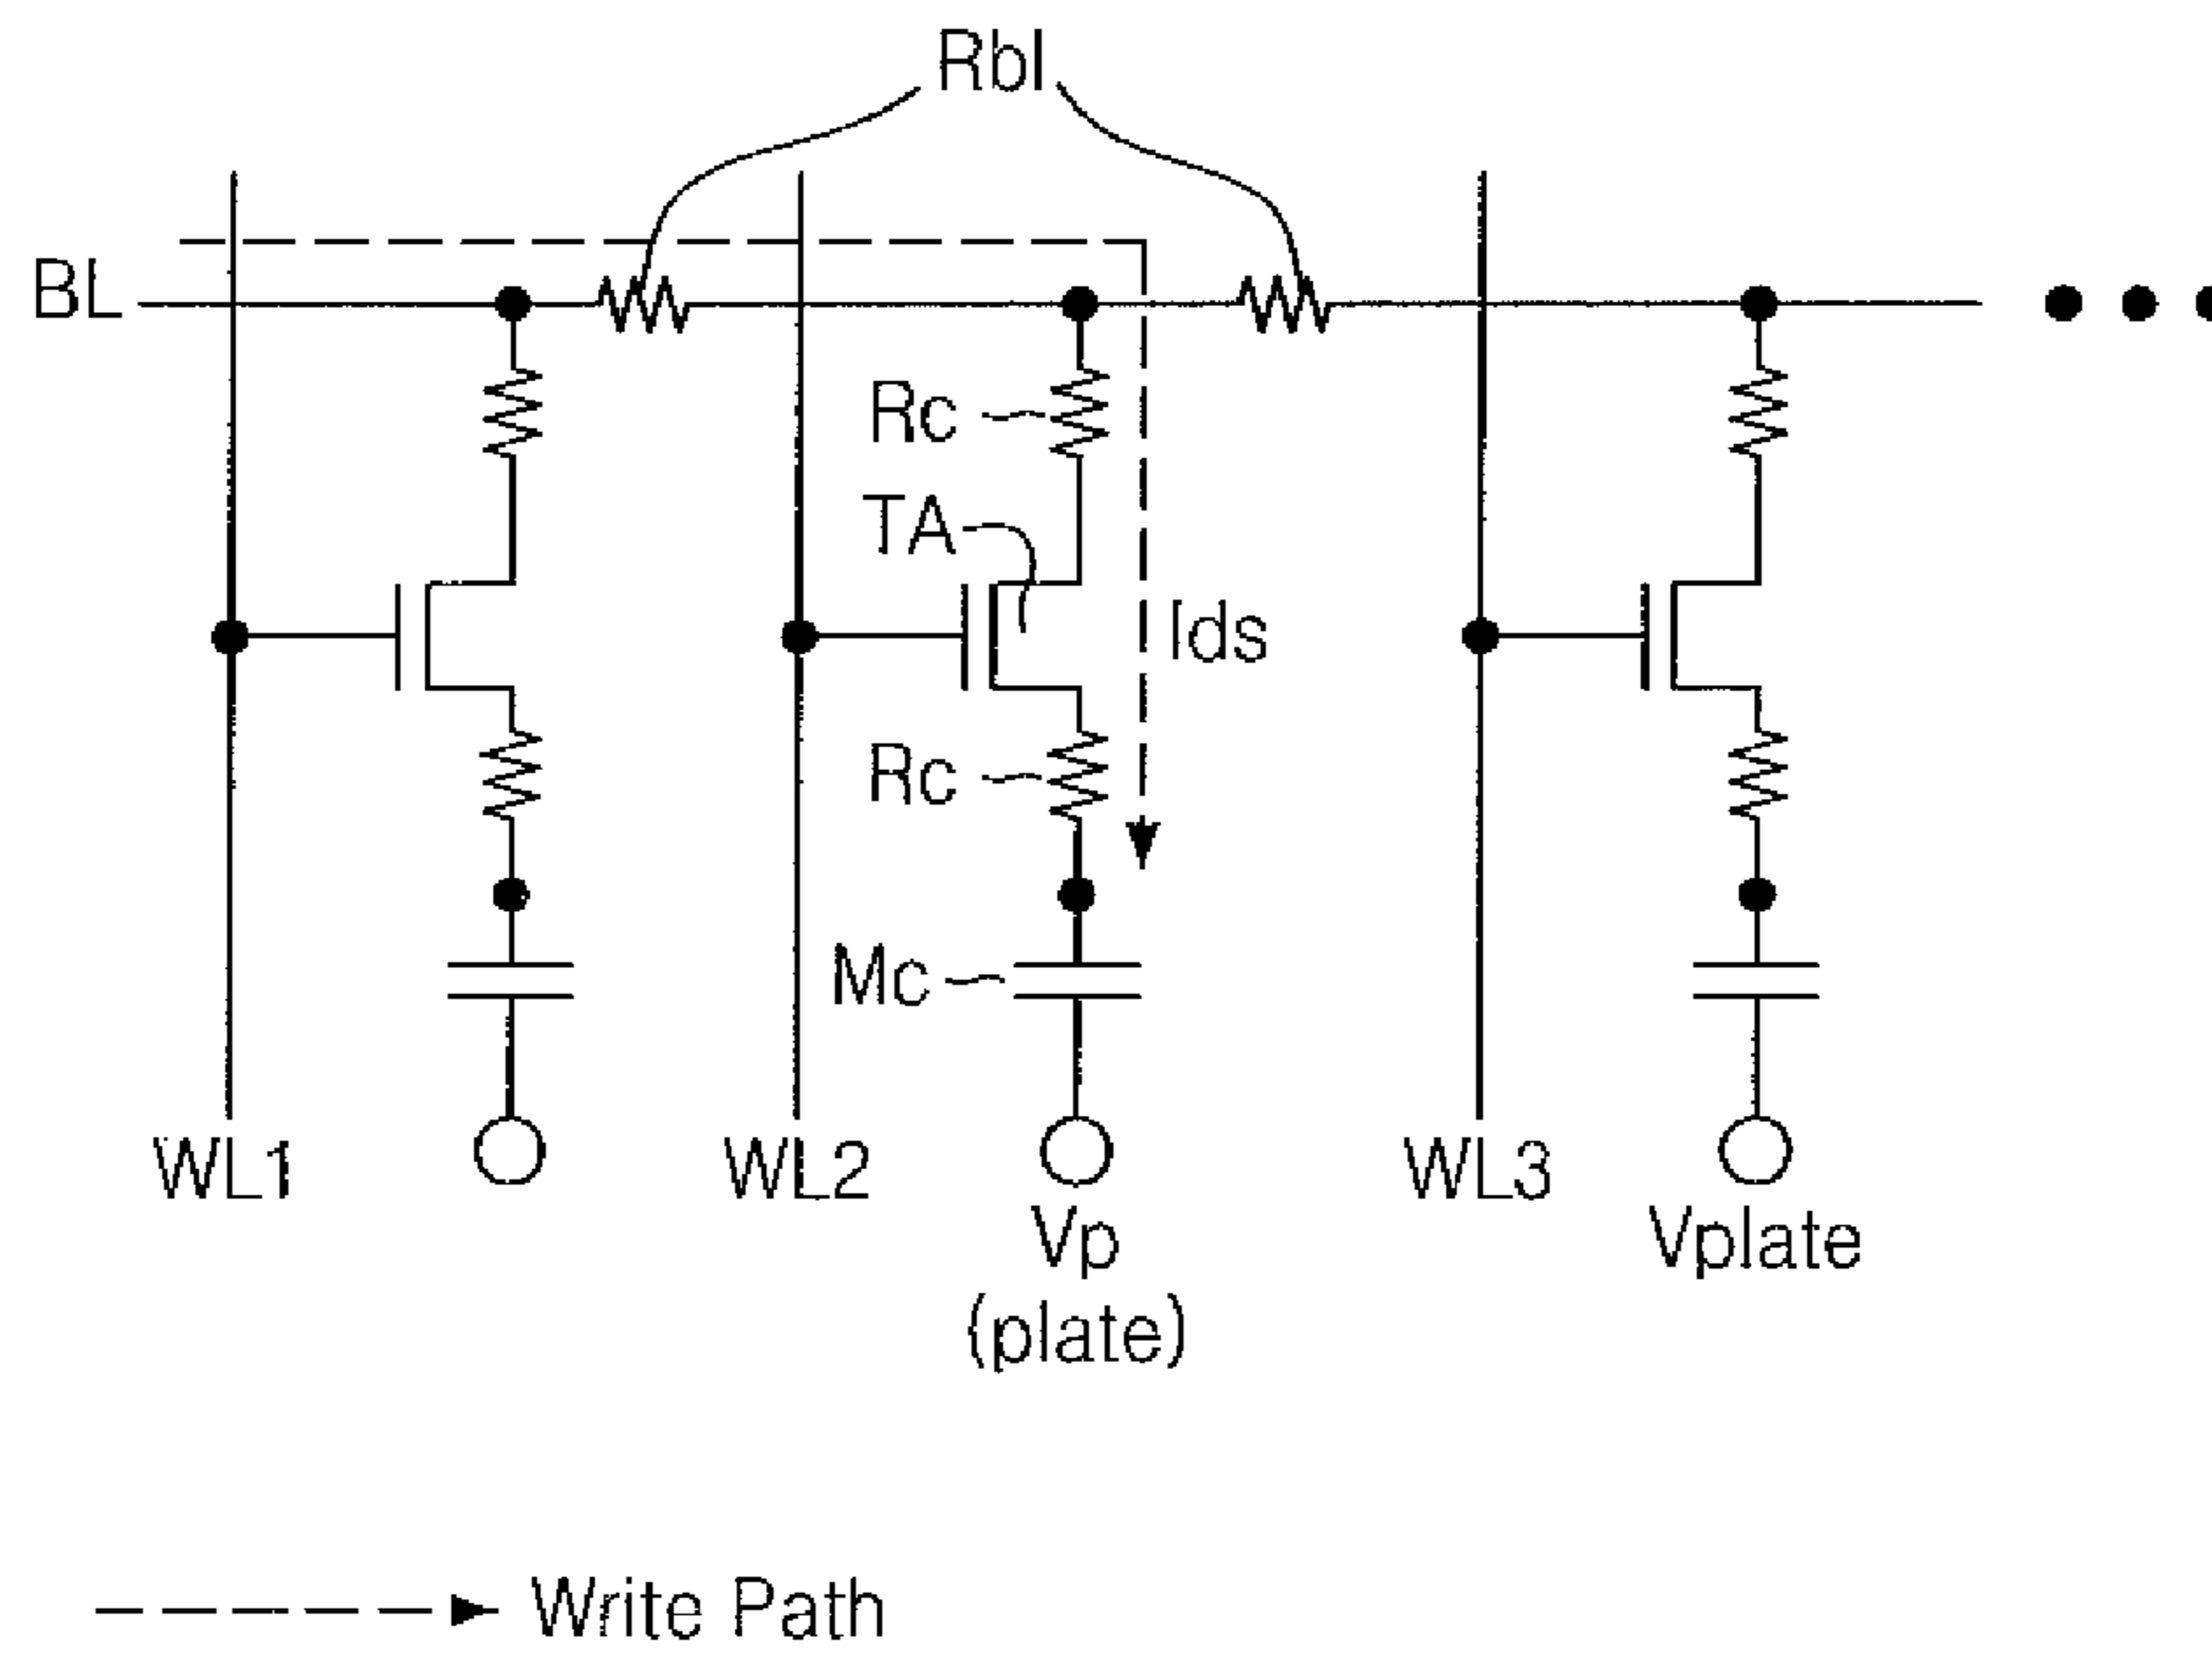 Rbl
BL
Rc
TA
Ids
Rc
Mc
WL1
WL2
WL3
Vp
(plate)
Vplate
Write Path